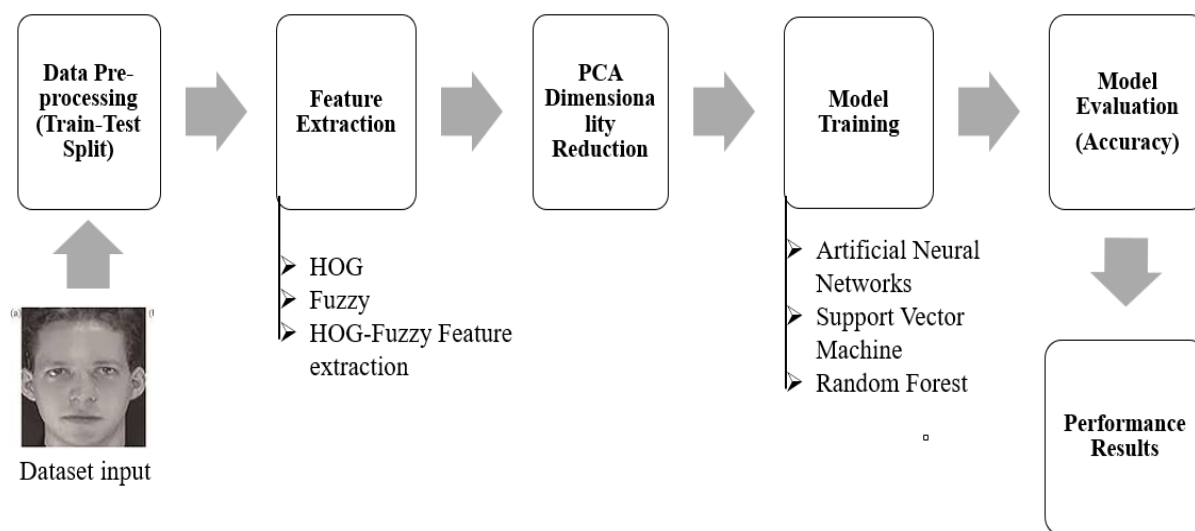 Data Pre-
processing
(Train-Test
Split)
Feature
Extraction
PCA
Dimensiona
lity
Reduction
Model
Training
Model
Evaluation
(Accuracy)
HOG
Fuzzy
HOG-Fuzzy Feature
extraction
Artificial Neural
Networks
Support Vector
Machine
Random Forest
(a)
Dataset input
Performance
Results